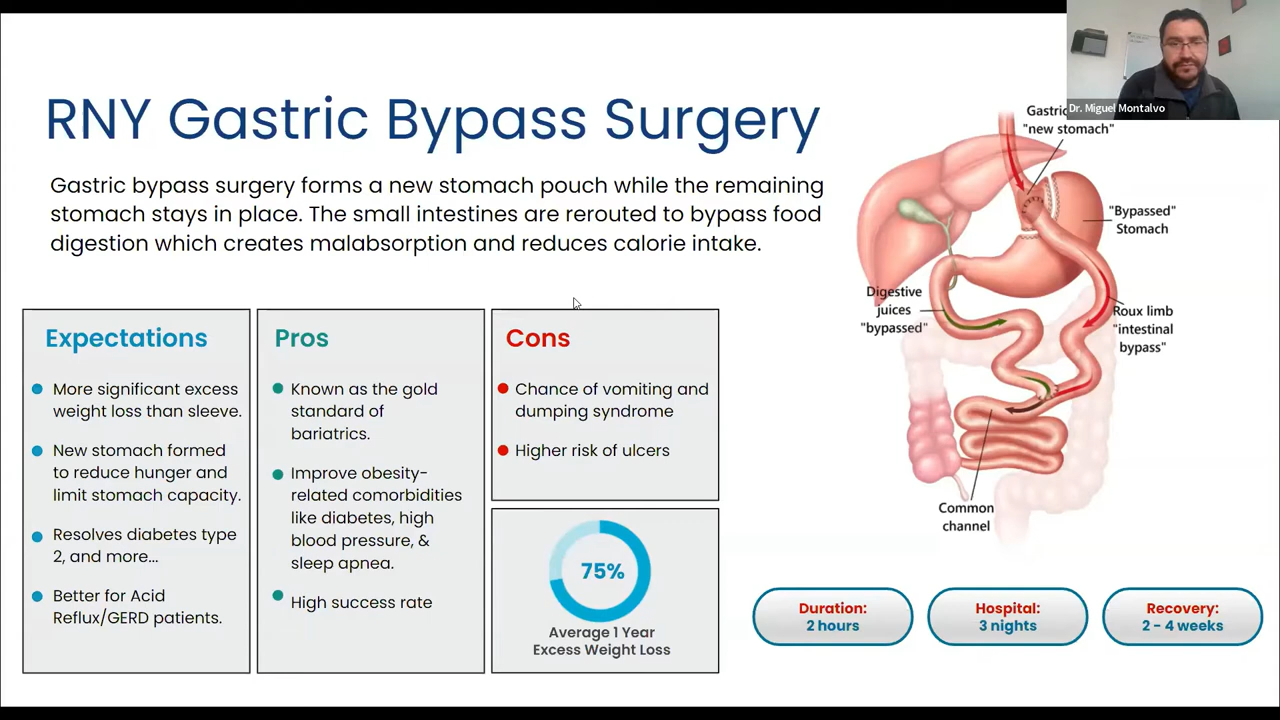 Dr. Miguel Montalvo
RNY Gastric Bypass Surgery
Gastric bypass surgery forms a new stomach pouch while the remaining
stomach stays in place. The small intestines are rerouted to bypass food
digestion which creates malabsorption and reduces calorie intake.
Expectations
More significant excess
weight loss than sleeve.
New stomach formed
to reduce hunger and
limit stomach capacity.
Resolves diabetes type
2, and more...
Better for Acid
Reflux/GERD patients.
Pros
Known as the gold
standard of
bariatrics.
Improve obesity-
related comorbidities
like diabetes, high
blood pressure, &
sleep apnea.
High success rate
Cons
Chance of vomiting and
dumping syndrome
Higher risk of ulcers
75%
Average 1 Year
Excess Weight Loss
"new stomach"
"Bypassed"
Stomach
Digestive
juices
"bypassed"
Roux limb
"intestinal
bypass"
Common
channel
Duration:
2 hours
Hospital:
3 nights
Recovery:
2 - 4 weeks